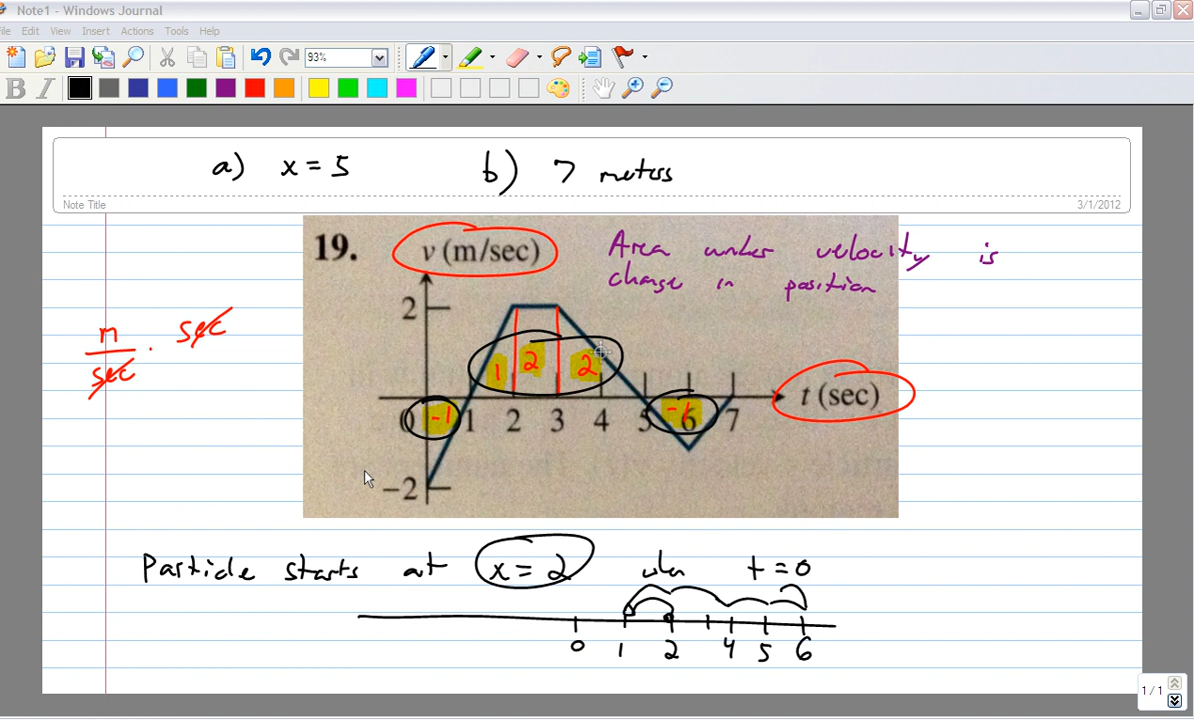 Note1 - Windows Journal
File Edit View Insert Actions Tools Help
93%
B I
a) x = 5 b) 7 meters
Note Title 3/1/2012
19. v (m/sec) Area under velocity is
change in position
2
m/sec · sec
1 2 2
t (sec)
0 -1 1 2 3 4 5 -1 6 7
-2
Particle starts at x = 2 when t = 0
0 1 2 4 5 6
1 / 1